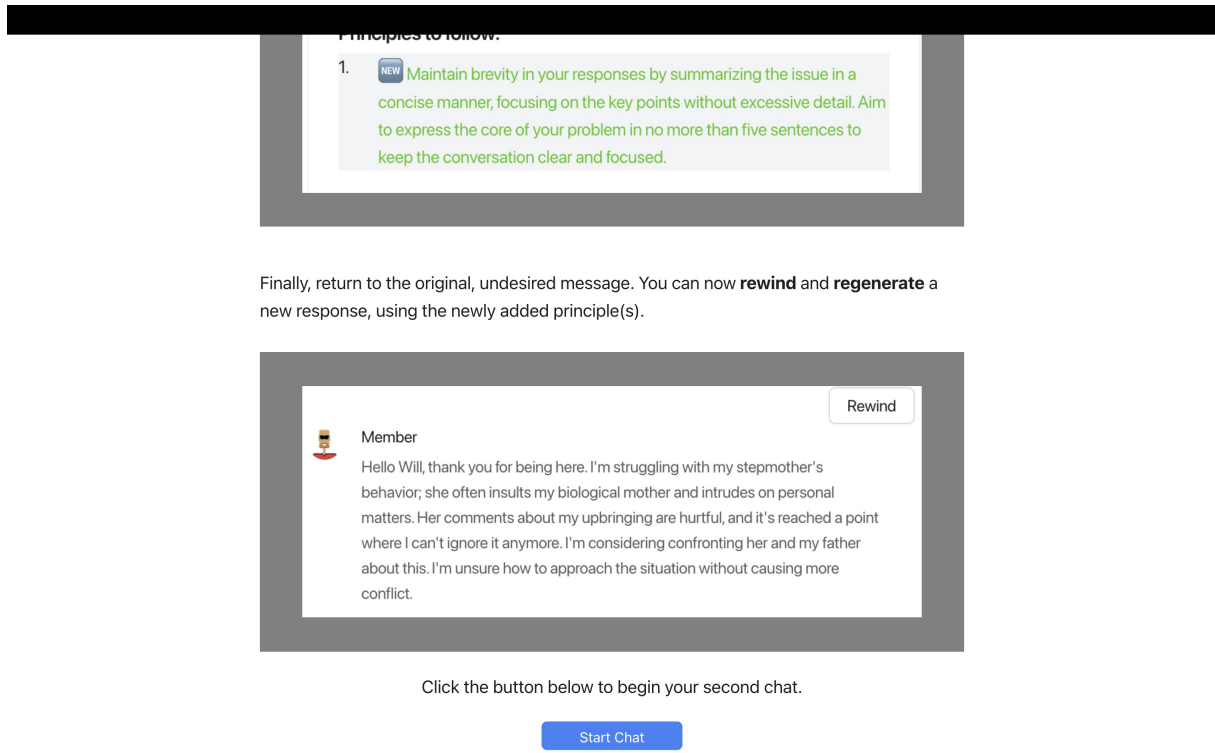 Principles to follow:
1. NEW Maintain brevity in your responses by summarizing the issue in a
concise manner, focusing on the key points without excessive detail. Aim
to express the core of your problem in no more than five sentences to
keep the conversation clear and focused.
Finally, return to the original, undesired message. You can now rewind and regenerate a
new response, using the newly added principle(s).
Rewind
Member
Hello Will, thank you for being here. I'm struggling with my stepmother's
behavior; she often insults my biological mother and intrudes on personal
matters. Her comments about my upbringing are hurtful, and it's reached a point
where I can't ignore it anymore. I'm considering confronting her and my father
about this. I'm unsure how to approach the situation without causing more
conflict.
Click the button below to begin your second chat.
Start Chat